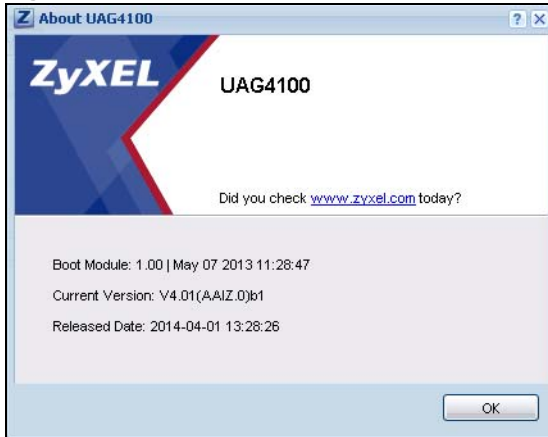 Z About UAG4100 ? X
ZyXEL
UAG4100
Did you check www.zyxel.com today?
Boot Module: 1.00 | May 07 2013 11:28:47
Current Version: V4.01(AAIZ.0)b1
Released Date: 2014-04-01 13:28:26
OK